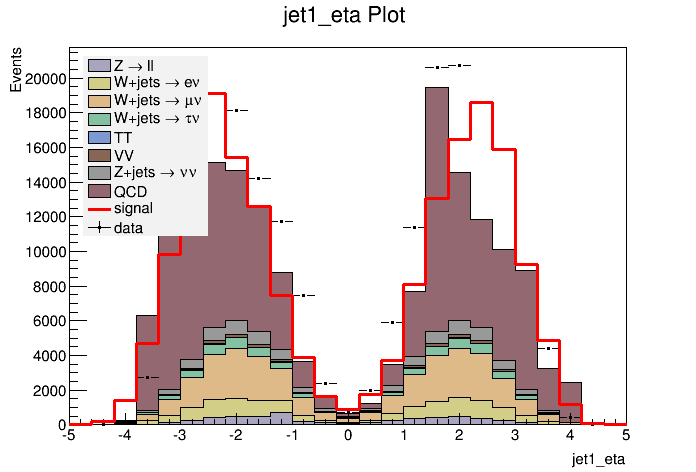 jet1_eta Plot
Events
Z → ll
W+jets → eν
W+jets → μν
W+jets → τν
TT
VV
Z+jets → νν
QCD
signal
data
20000
18000
16000
14000
12000
10000
8000
6000
4000
2000
0
-5 -4 -3 -2 -1 0 1 2 3 4 5
jet1_eta